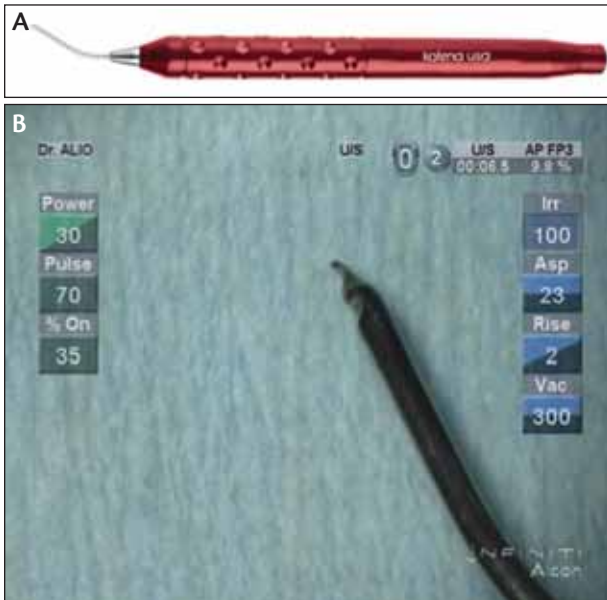 A
katena usa
B
Dr. ALIO U/S 0 2 U/S AP FP3
00:06.5 9.8 %
Power
30
Pulse
70
% On
35
Irr
100
Asp
23
Rise
2
Vac
300
INFINITI
Alcon